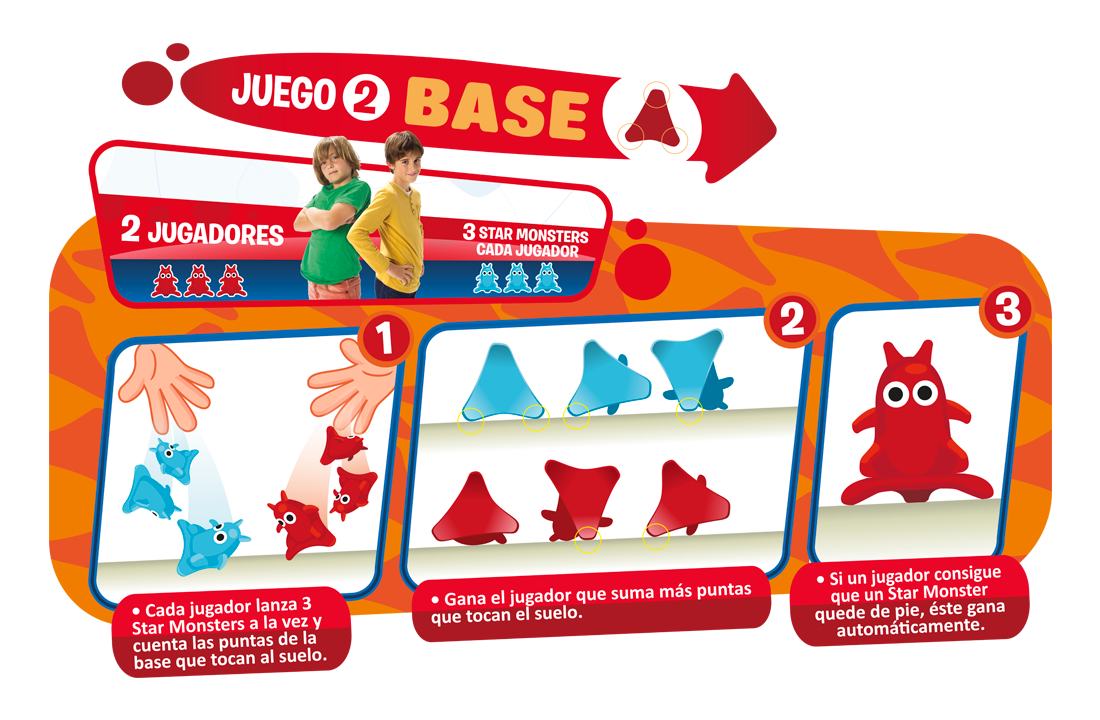 JUEGO 2 BASE
2 JUGADORES
3 STAR MONSTERS
CADA JUGADOR
1
2
3
• Cada jugador lanza 3
Star Monsters a la vez y
cuenta las puntas de la
base que tocan al suelo.
• Gana el jugador que suma más puntas
que tocan el suelo.
• Si un jugador consigue
que un Star Monster
quede de pie, éste gana
automáticamente.